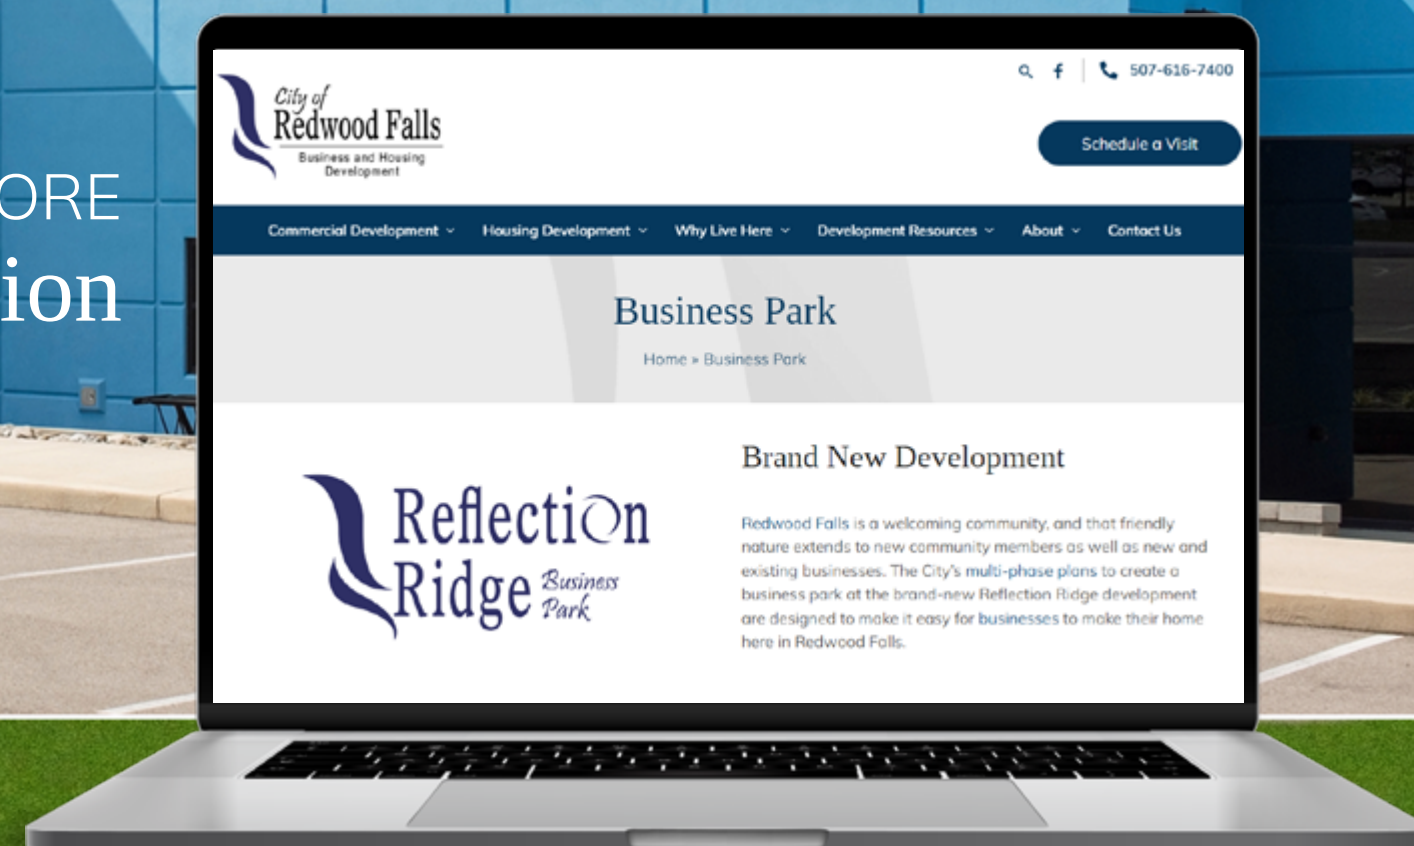 ORE
ion
City of
Redwood Falls
Business and Housing
Development
507-616-7400
Schedule a Visit
Commercial Development Housing Development Why Live Here Development Resources About Contact Us
Business Park
Home » Business Park
Reflection
Ridge Business
Park
Brand New Development
Redwood Falls is a welcoming community, and that friendly
nature extends to new community members as well as new and
existing businesses. The City's multi-phase plans to create a
business park at the brand-new Reflection Ridge development
are designed to make it easy for businesses to make their home
here in Redwood Falls.